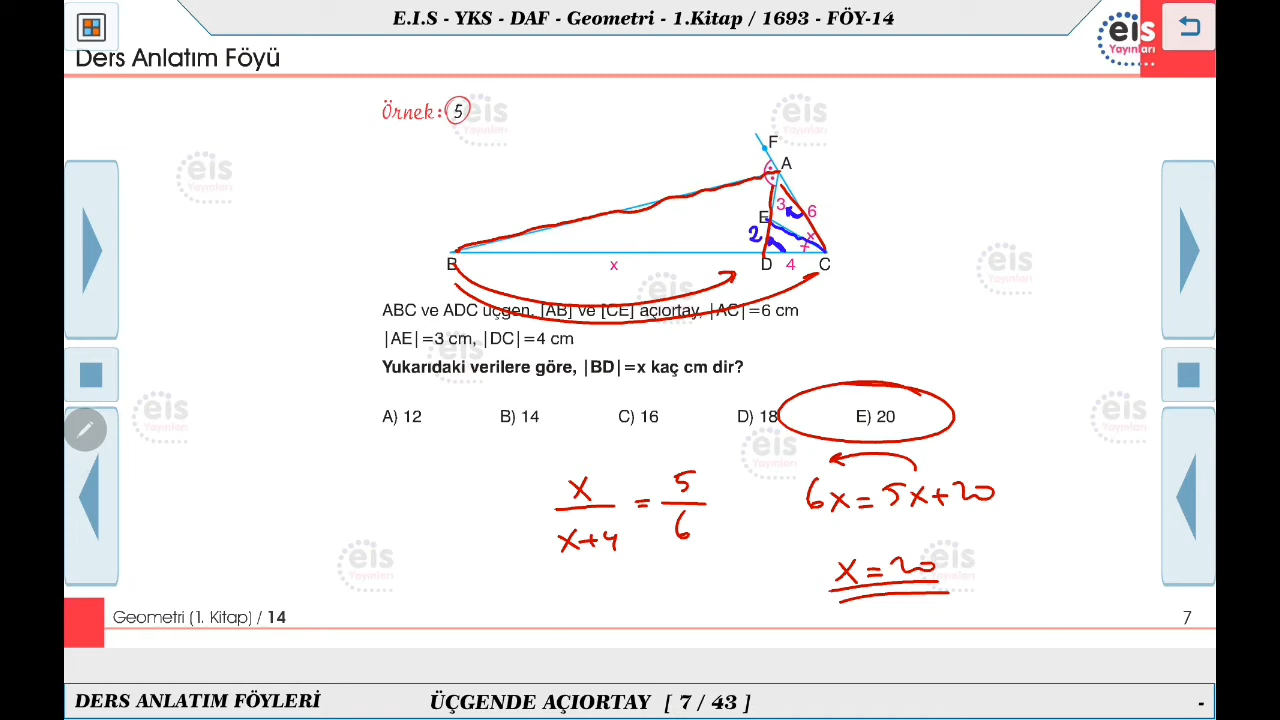 E.I.S - YKS - DAF - Geometri - 1.Kitap / 1693 - FÖY-14
eis
Yayınları
Ders Anlatım Föyü
Örnek: 5
F
A
3
6
E
2
x
x
B
x
D
4
C
ABC ve ADC üçgen, [AB] ve [CE] açıortay, |AC|=6 cm
|AE|=3 cm, |DC|=4 cm
Yukarıdaki verilere göre, |BD|=x kaç cm dir?
A) 12 B) 14 C) 16 D) 18 E) 20
x/x+4 = 5/6
6x=5x+20
x=20
Geometri (1. Kitap) / 14
7
DERS ANLATIM FÖYLERİ ÜÇGENDE AÇIORTAY [ 7 / 43 ] -